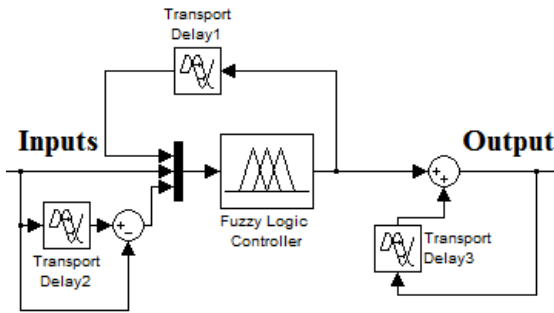 Transport
Delay1
Inputs
Output
Fuzzy Logic
Controller
Transport
Delay2
Transport
Delay3